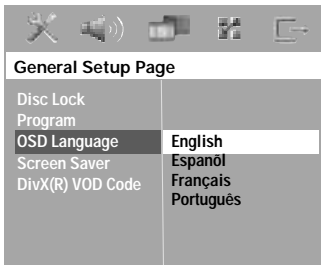 General Setup Page
Disc Lock
Program
OSD Language
Screen Saver
DivX(R) VOD Code
English
Espanõl
Français
Português